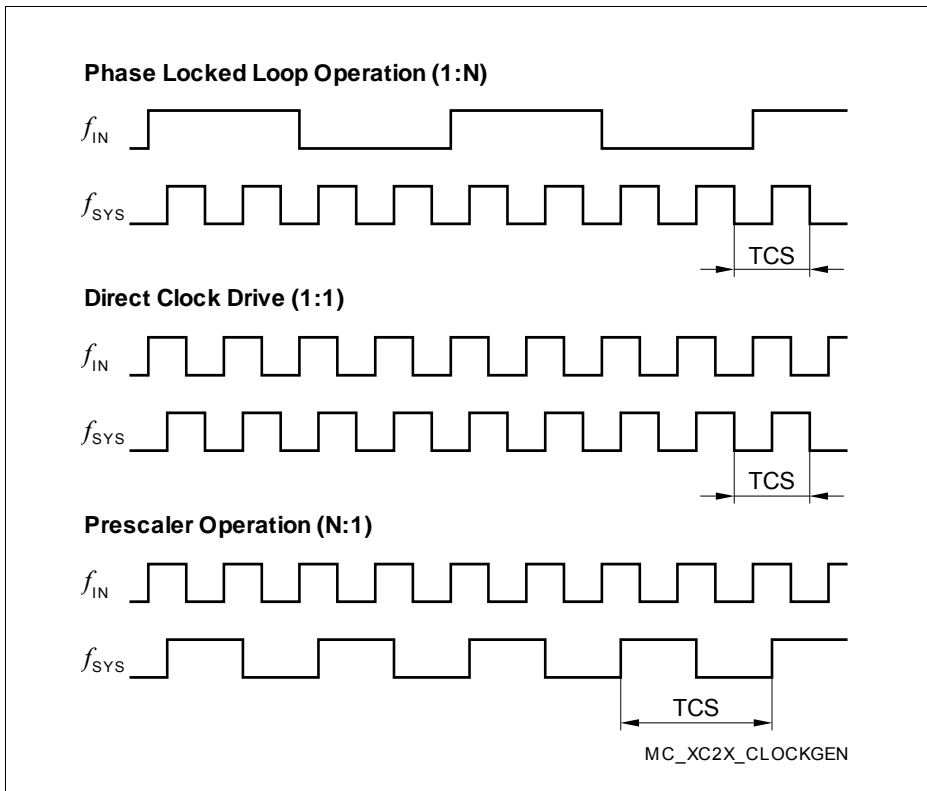 Phase Locked Loop Operation (1:N)
fIN
fSYS
TCS
Direct Clock Drive (1:1)
fIN
fSYS
TCS
Prescaler Operation (N:1)
fIN
fSYS
TCS
MC_XC2X_CLOCKGEN